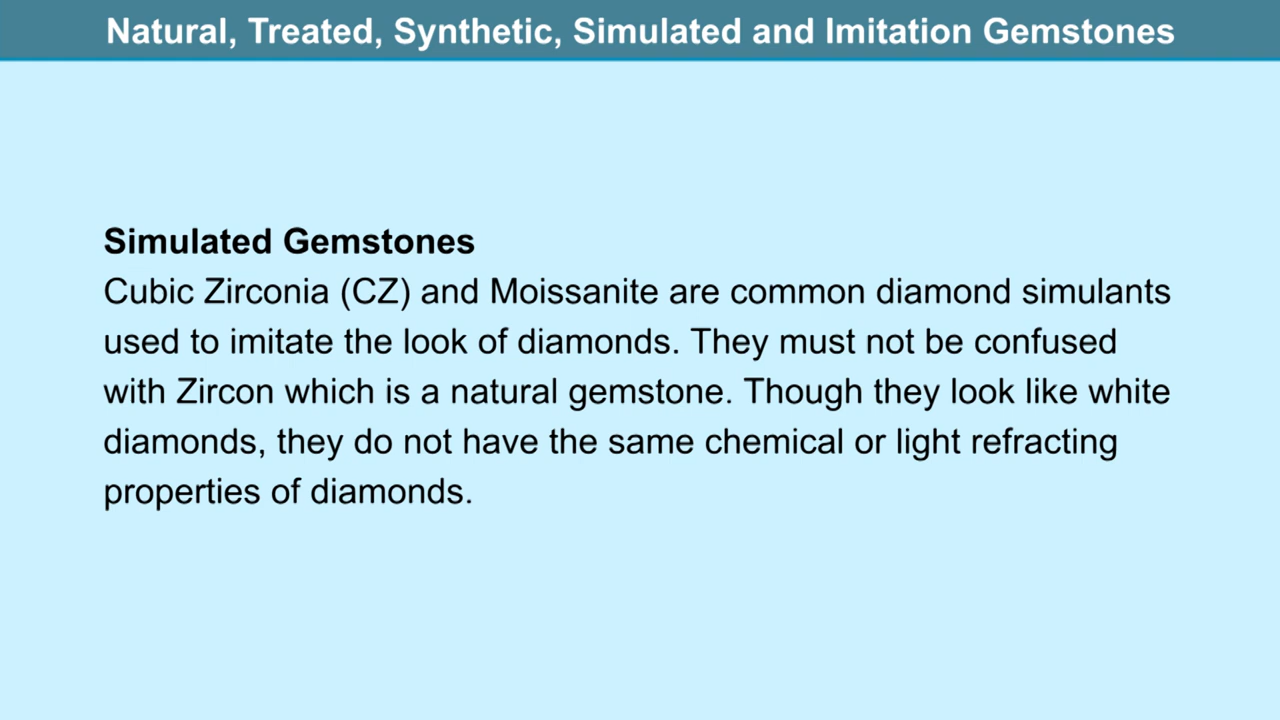 Natural, Treated, Synthetic, Simulated and Imitation Gemstones
Simulated Gemstones
Cubic Zirconia (CZ) and Moissanite are common diamond simulants
used to imitate the look of diamonds. They must not be confused
with Zircon which is a natural gemstone. Though they look like white
diamonds, they do not have the same chemical or light refracting
properties of diamonds.